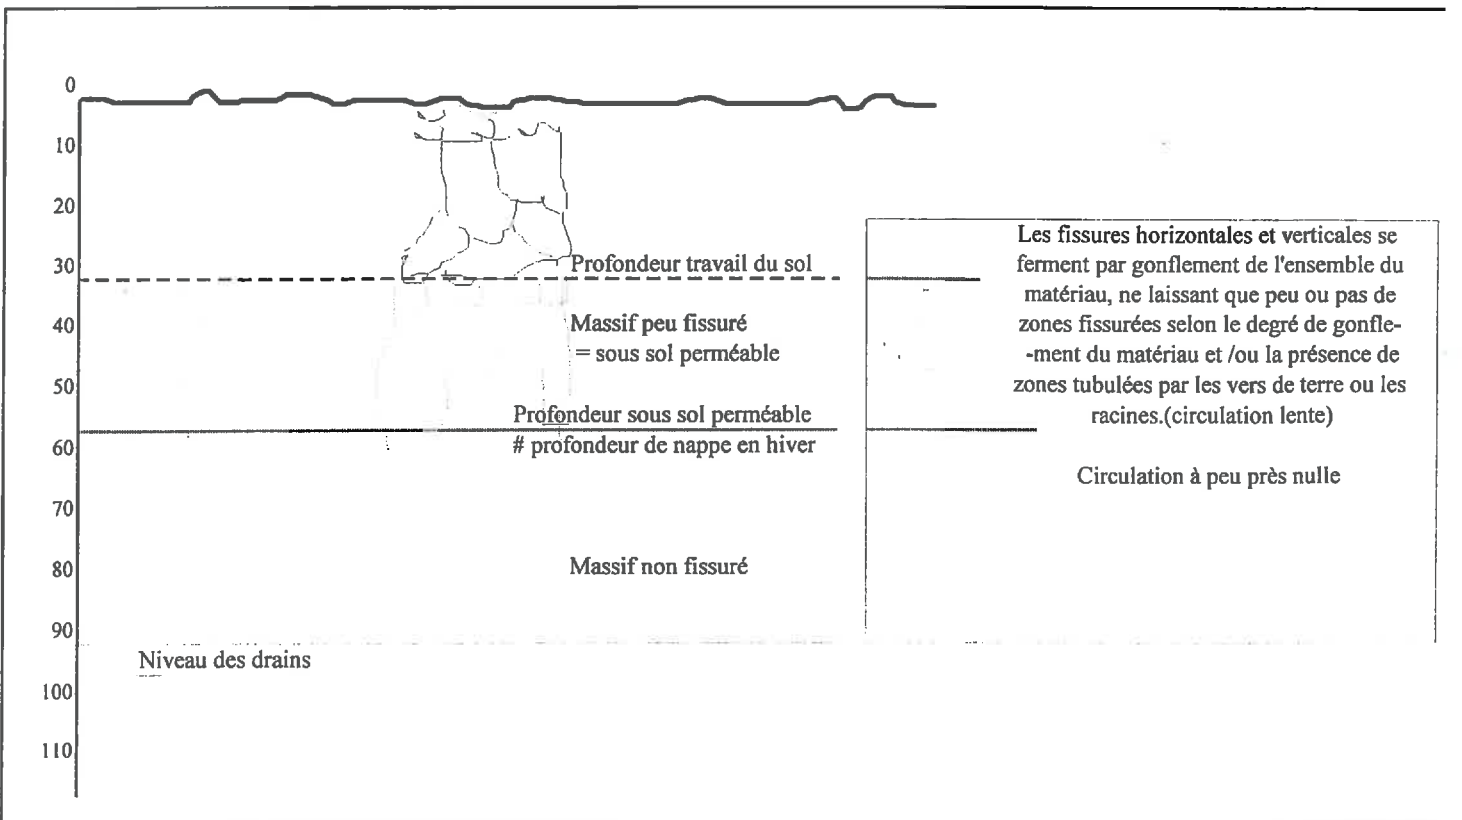 0
10
20
30
40
50
60
70
80
90
100
110
Profondeur travail du sol
Massif peu fissuré
= sous sol perméable
Profondeur sous sol perméable
# profondeur de nappe en hiver
Massif non fissuré
Niveau des drains
Les fissures horizontales et verticales se
ferment par gonflement de l'ensemble du
matériau, ne laissant que peu ou pas de
zones fissurées selon le degré de gonfle-
-ment du matériau et /ou la présence de
zones tubulées par les vers de terre ou les
racines.(circulation lente)
Circulation à peu près nulle